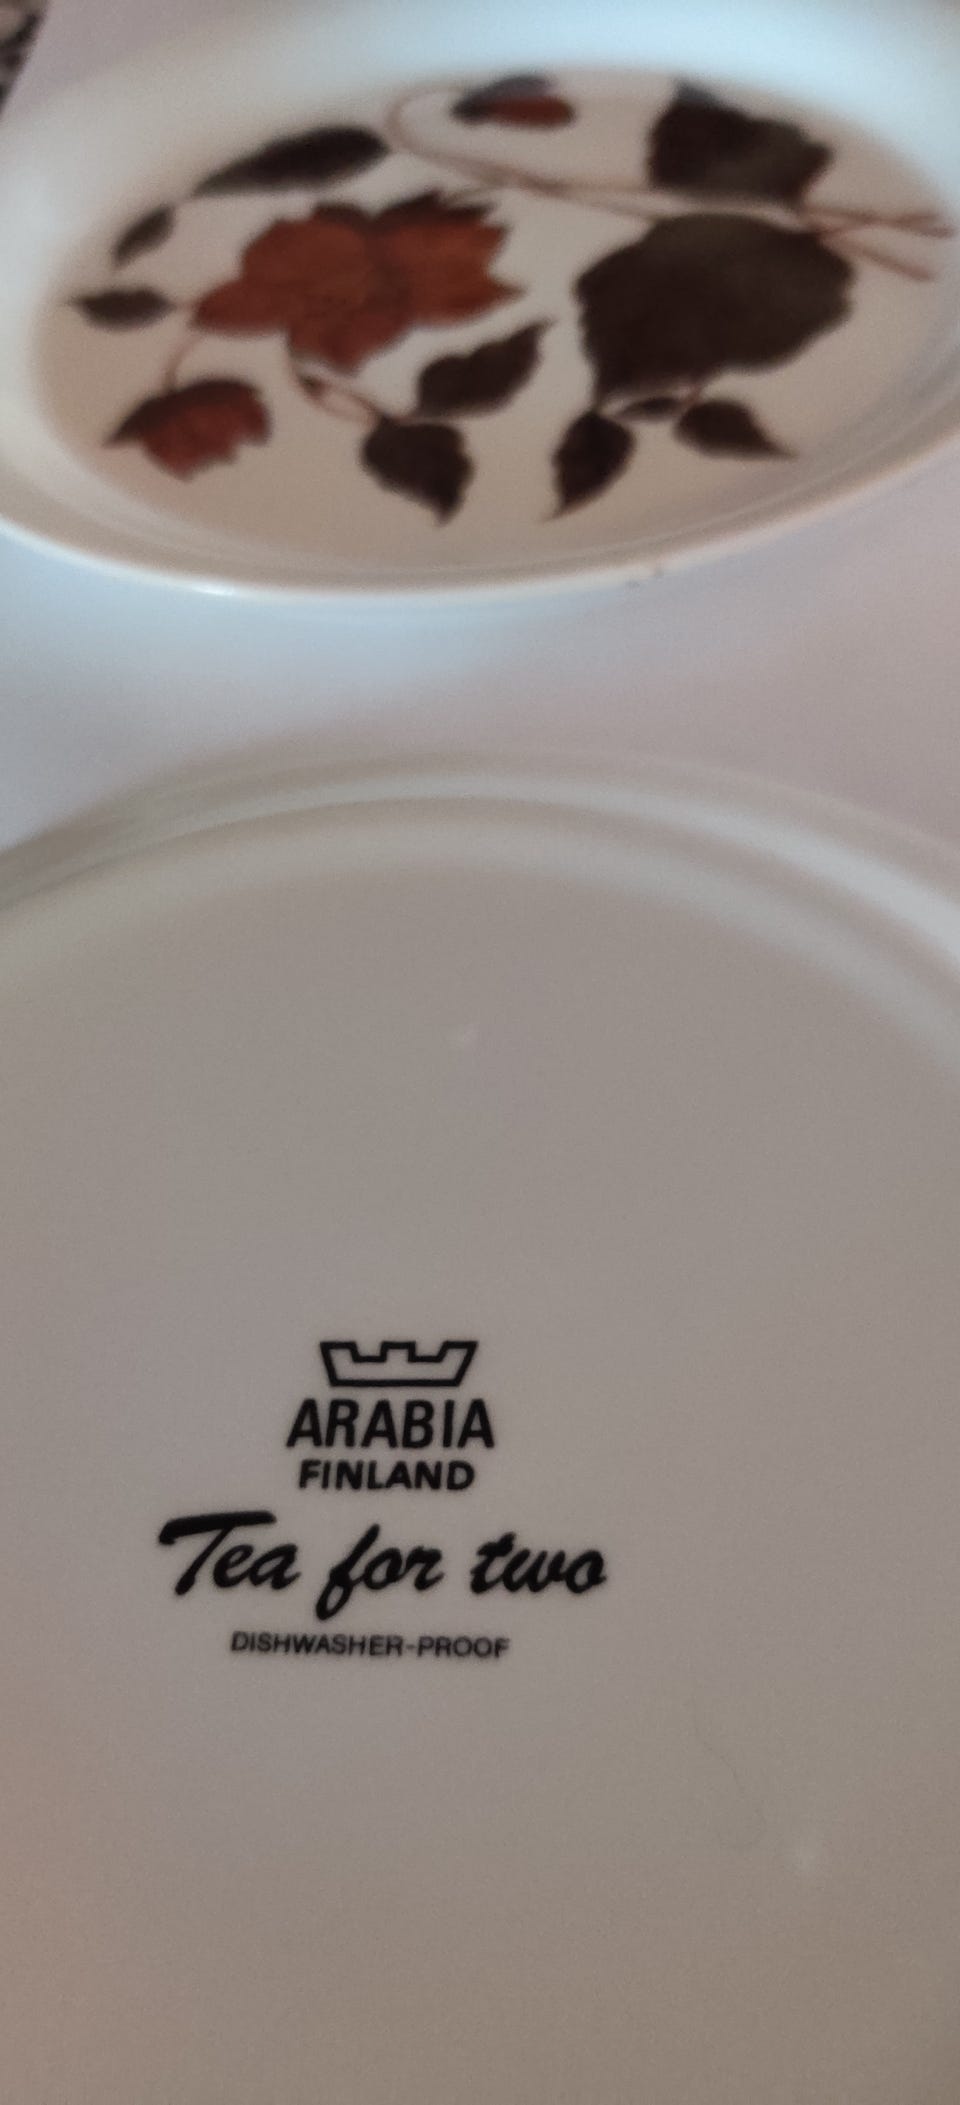 ARABIA
FINLAND
Tea for two
DISHWASHER-PROOF